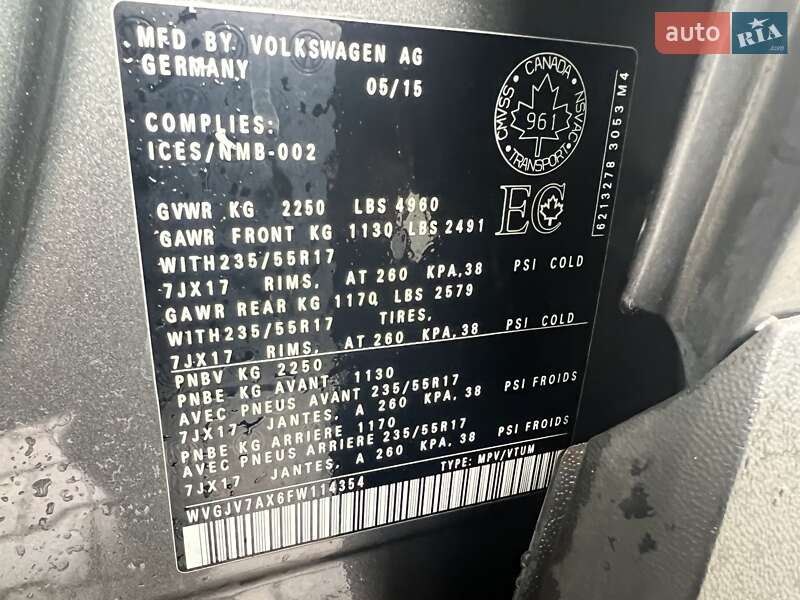 auto RIA.com
MFD BY VOLKSWAGEN AG
GERMANY
05/15
COMPLIES:
ICES/NMB-002
CANADA
CMVSS
NSVAC
961
TRANSPORT
EC
6213278 3053 M4
GVWR KG 2250 LBS 4960
GAWR FRONT KG 1130 LBS 2491
WITH235/55R17
7JX17 RIMS, AT 260 KPA,38 PSI COLD
GAWR REAR KG 1170 LBS 2579
WITH235/55R17 TIRES,
7JX17 RIMS, AT 260 KPA,38 PSI COLD
PNBV KG 2250
PNBE KG AVANT 1130
AVEC PNEUS AVANT 235/55R17
7JX17 JANTES, A 260 KPA, 38 PSI FROIDS
PNBE KG ARRIERE 1170
AVEC PNEUS ARRIERE 235/55R17
7JX17 JANTES, A 260 KPA, 38 PSI FROIDS
TYPE: MPV/VTUM
WVGJV7AX6FW114354